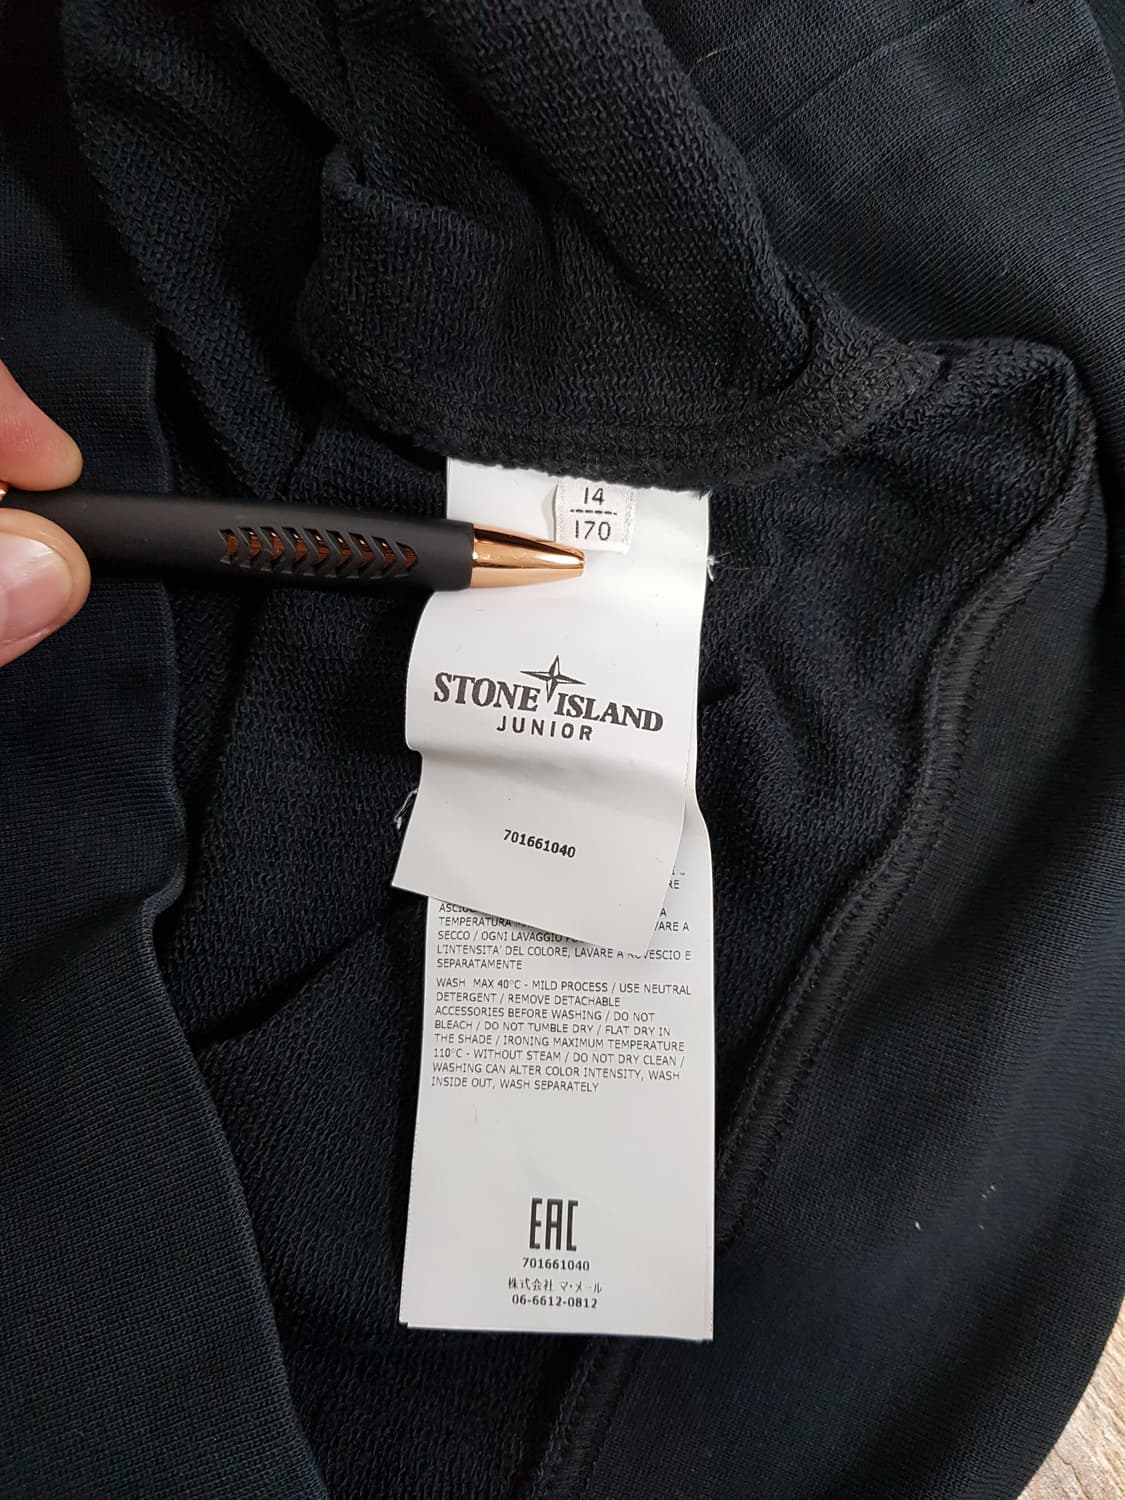 14
170
STONE ISLAND
JUNIOR
701661040
RE
A
TEMPERATURA
VARE A
SECCO / OGNI LAVAGGIO
L'INTENSITA' DEL COLORE, LAVARE A ROVESCIO E
SEPARATAMENTE
WASH MAX 40°C - MILD PROCESS / USE NEUTRAL
DETERGENT / REMOVE DETACHABLE
ACCESSORIES BEFORE WASHING / DO NOT
BLEACH / DO NOT TUMBLE DRY / FLAT DRY IN
THE SHADE / IRONING MAXIMUM TEMPERATURE
110°C - WITHOUT STEAM / DO NOT DRY CLEAN /
WASHING CAN ALTER COLOR INTENSITY, WASH
INSIDE OUT, WASH SEPARATELY
EAC
701661040
株式会社 マ・メール
06-6612-0812